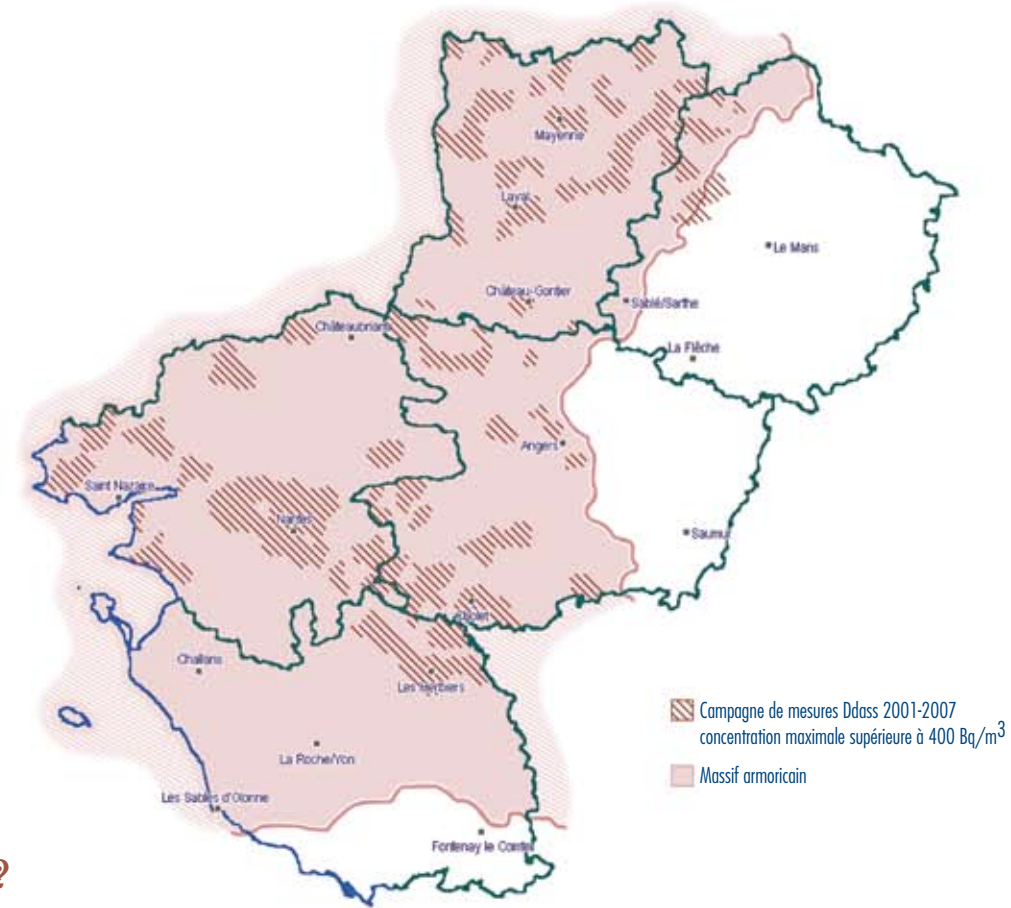 Mayenne
Laval
Le Mans
Château-Gontier
Sablé/Sarthe
Châteaubriant
La Flèche
Angers
Saint Nazaire
Nantes
Saumur
Cholet
Challans
Les Herbiers
Campagne de mesures Ddass 2001-2007
concentration maximale supérieure à 400 Bq/m³
La Roche/Yon
Massif armoricain
Les Sables d'Olonne
Fontenay le Comte
?